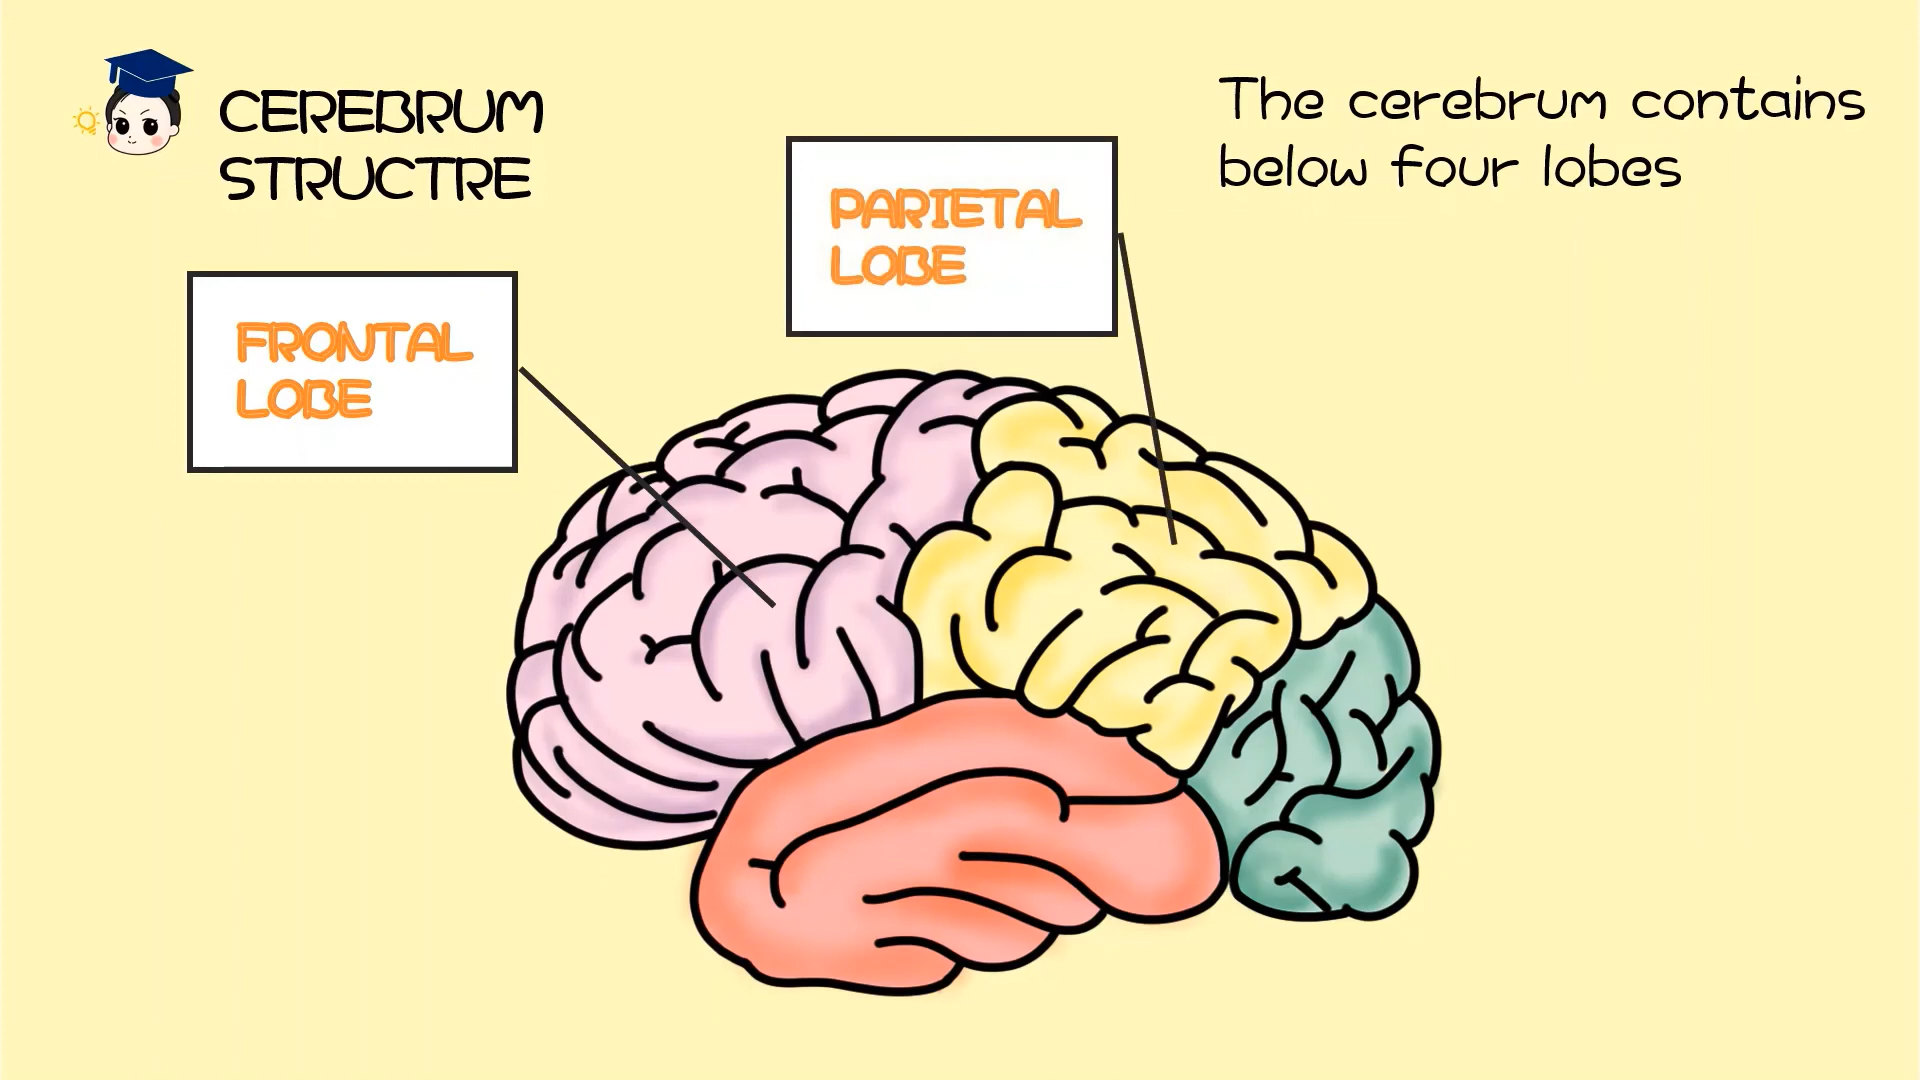 CEREBRUM
STRUCTRE
The cerebrum contains
below four lobes
PARIETAL
LOBE
FRONTAL
LOBE